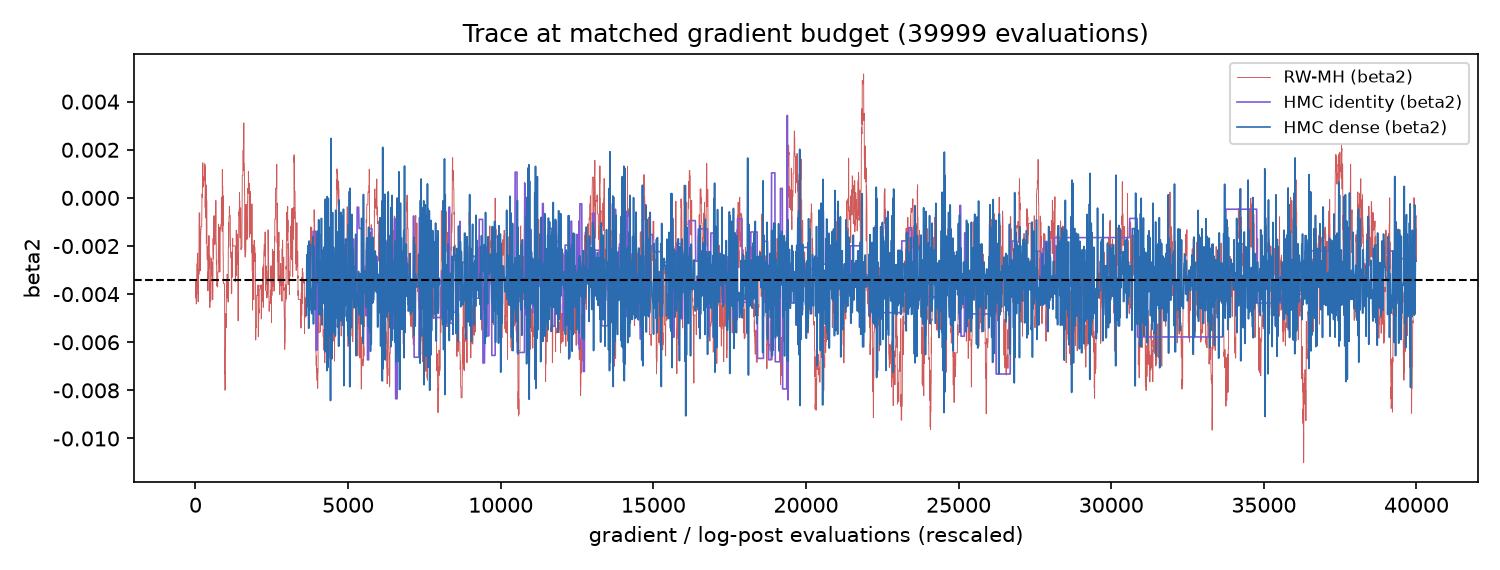 Trace at matched gradient budget (39999 evaluations)
RW-MH (beta2)
HMC identity (beta2)
HMC dense (beta2)
beta2
0.004
0.002
0.000
-0.002
-0.004
-0.006
-0.008
-0.010
0 5000 10000 15000 20000 25000 30000 35000 40000
gradient / log-post evaluations (rescaled)